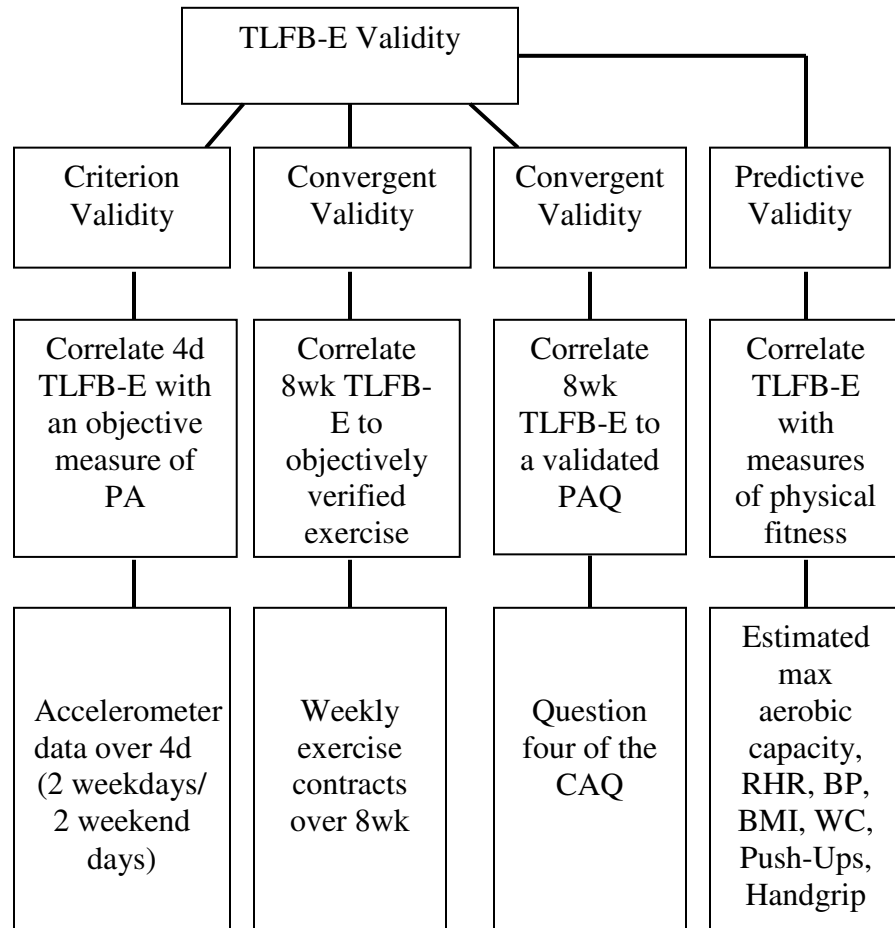 TLFB-E Validity
Criterion
Validity
Convergent
Validity
Convergent
Validity
Predictive
Validity
Correlate 4d
TLFB-E with
an objective
measure of
PA
Correlate
8wk TLFB-
E to
objectively
verified
exercise
Correlate
8wk
TLFB-E to
a validated
PAQ
Correlate
TLFB-E
with
measures
of physical
fitness
Accelerometer
data over 4d
(2 weekdays/
2 weekend
days)
Weekly
exercise
contracts
over 8wk
Question
four of the
CAQ
Estimated
max
aerobic
capacity,
RHR, BP,
BMI, WC,
Push-Ups,
Handgrip